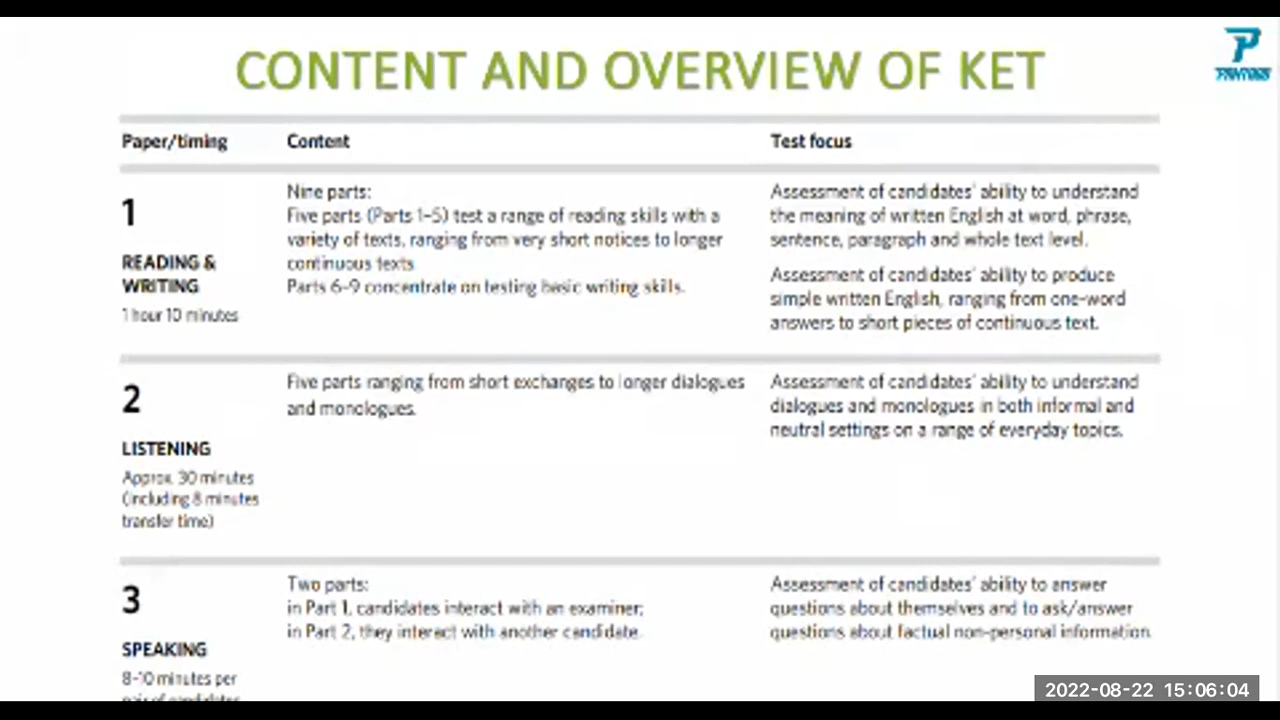 CONTENT AND OVERVIEW OF KET
Paper/timing
Content
Test focus
1
READING &
WRITING
1 hour 10 minutes
Nine parts:
Five parts (Parts 1–5) test a range of reading skills with a
variety of texts, ranging from very short notices to longer
continuous texts
Parts 6–9 concentrate on testing basic writing skills.
Assessment of candidates' ability to understand
the meaning of written English at word, phrase,
sentence, paragraph and whole text level.
Assessment of candidates' ability to produce
simple written English, ranging from one-word
answers to short pieces of continuous text.
2
LISTENING
Approx. 30 minutes
(including 8 minutes
transfer time)
Five parts ranging from short exchanges to longer dialogues
and monologues.
Assessment of candidates' ability to understand
dialogues and monologues in both informal and
neutral settings on a range of everyday topics.
3
SPEAKING
8–10 minutes per
pair of candidates
Two parts:
in Part 1, candidates interact with an examiner;
in Part 2, they interact with another candidate.
Assessment of candidates' ability to answer
questions about themselves and to ask/answer
questions about factual non-personal information.
2022-08-22 15:06:04